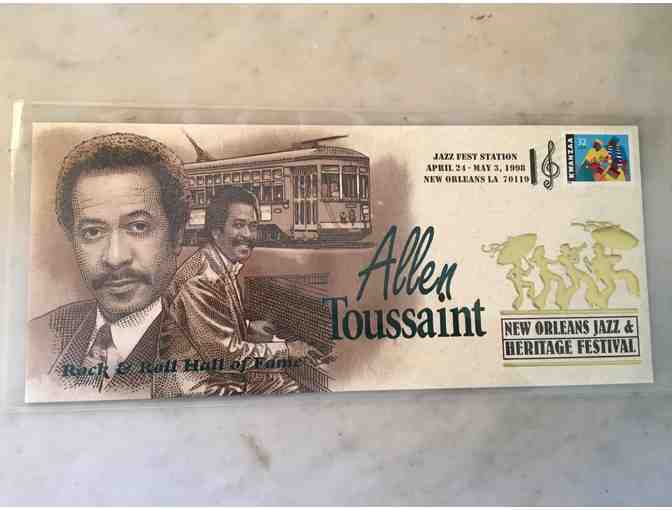 JAZZ FEST STATION
APRIL 24 - MAY 3, 1998
NEW ORLEANS LA 70119
KWANZAA
32
Allen
Toussaint
Rock & Roll Hall of Fame
NEW ORLEANS JAZZ &
HERITAGE FESTIVAL